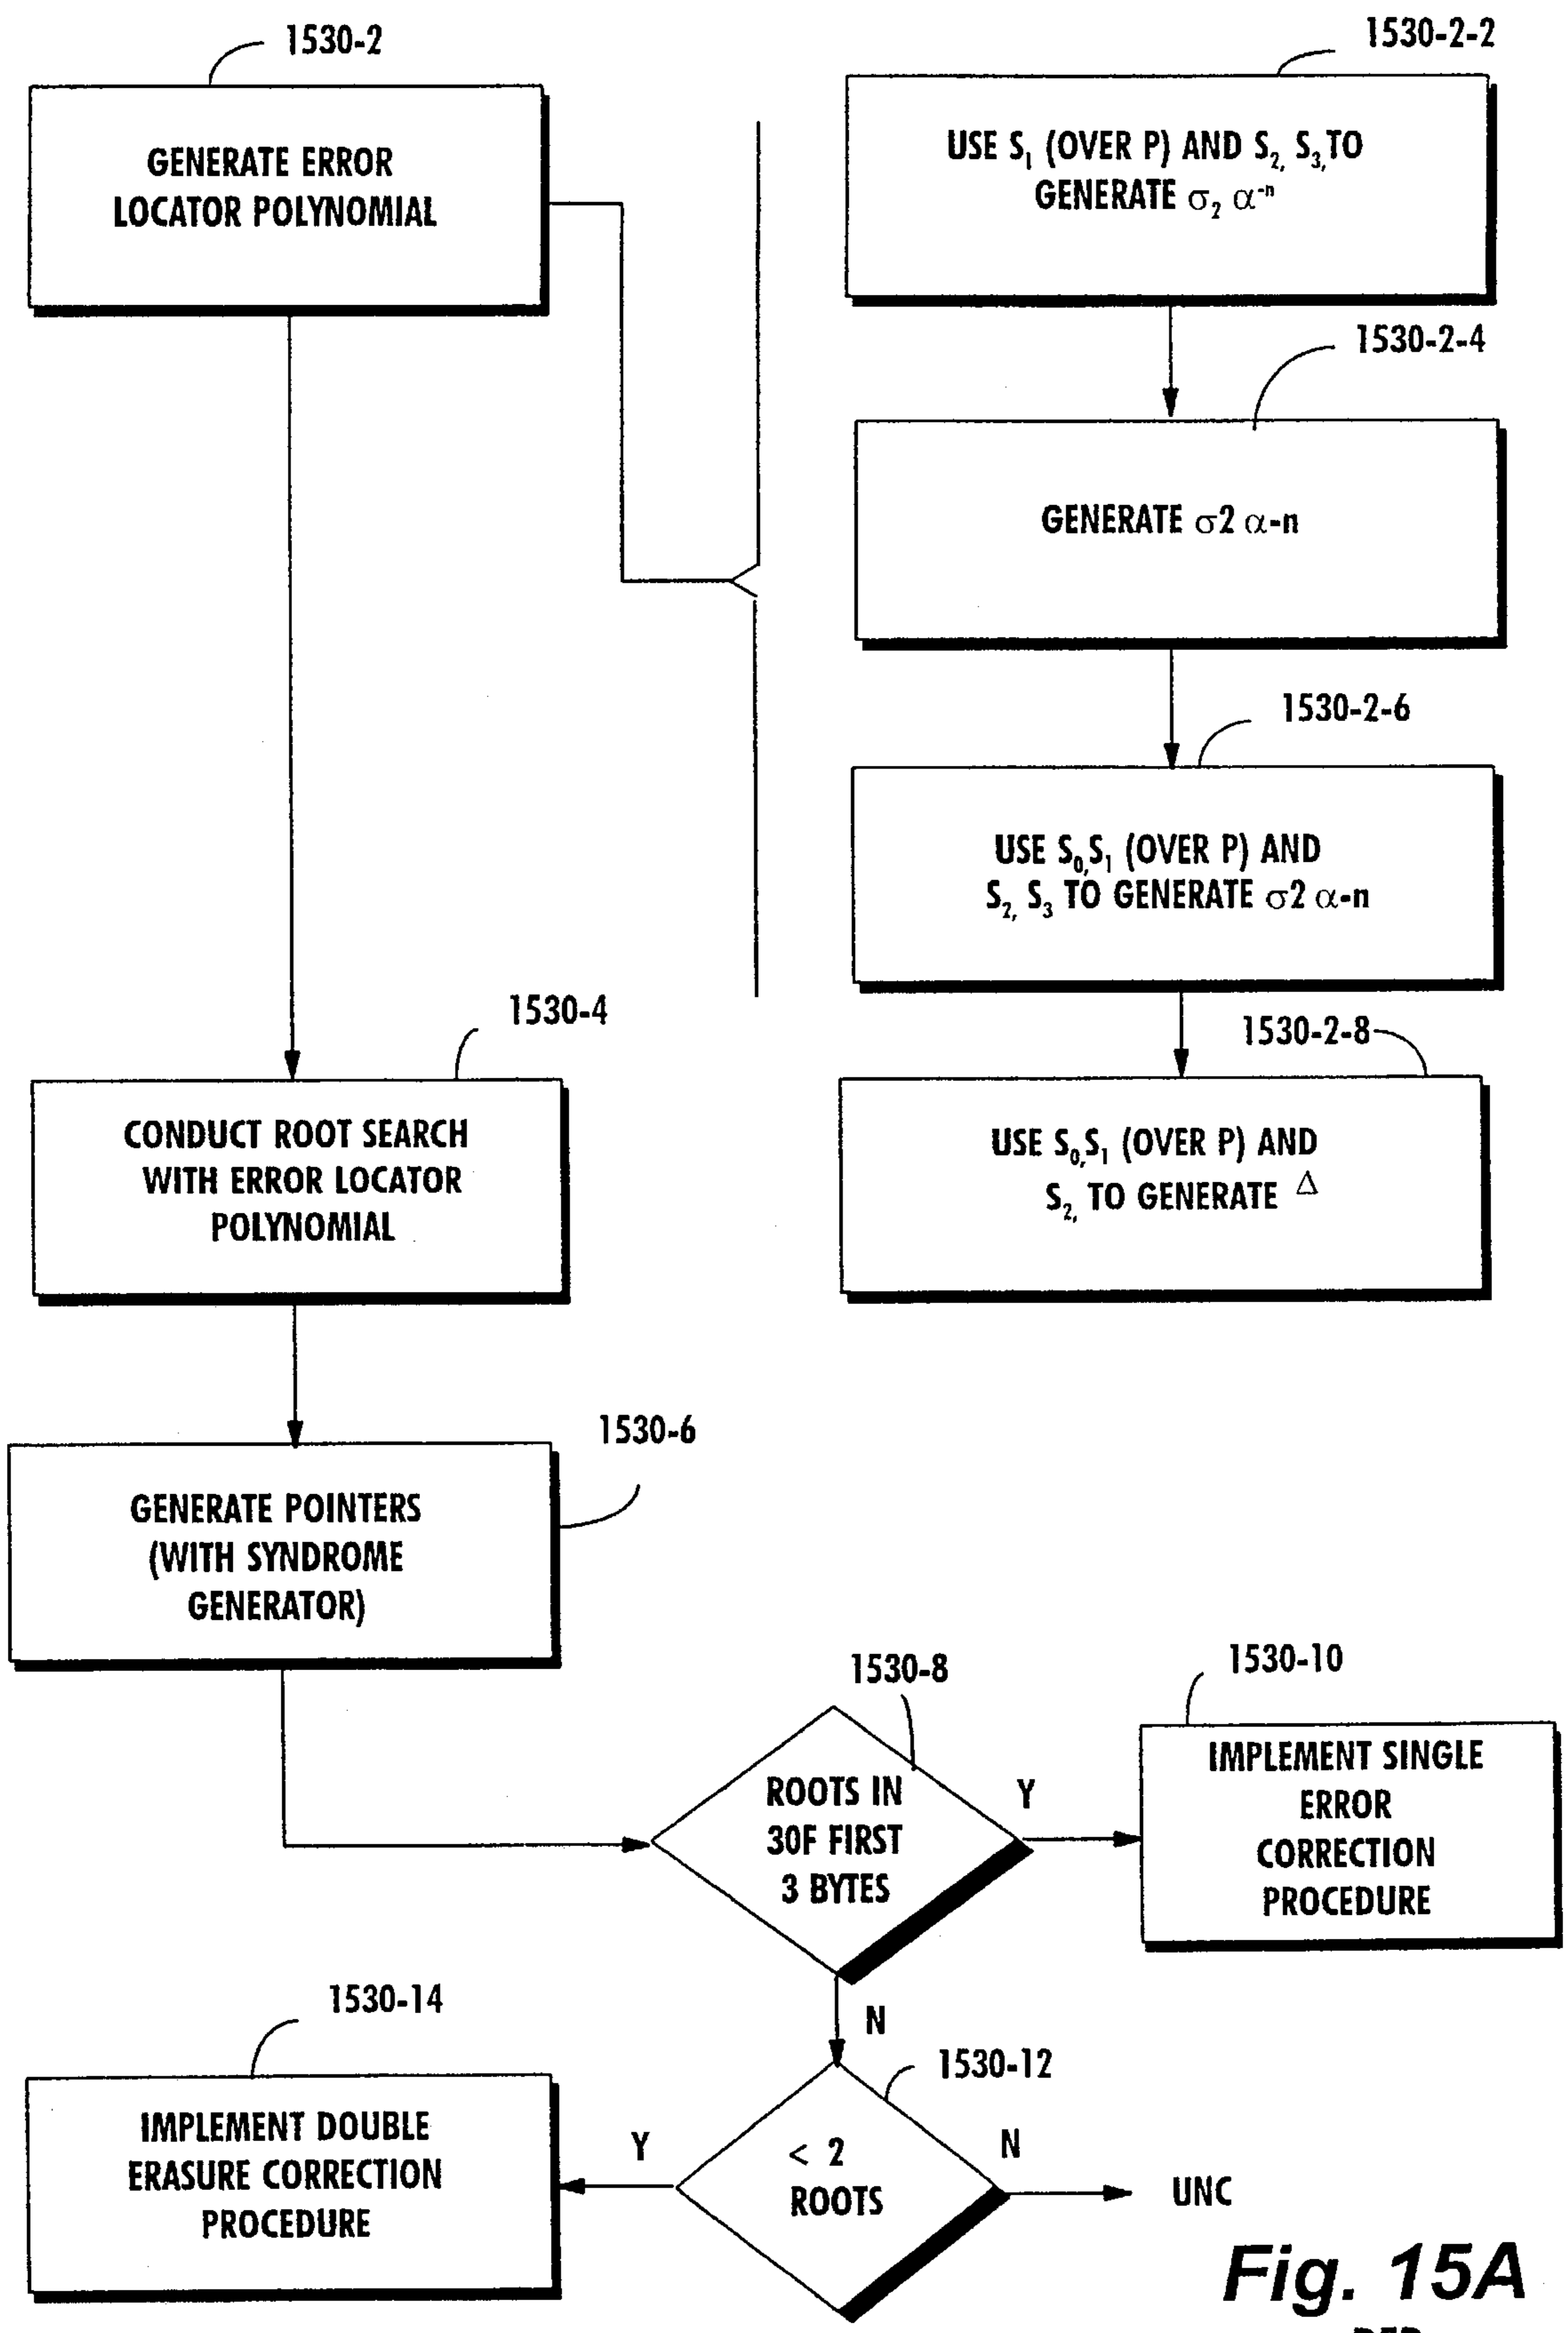 1530-2
GENERATE ERROR
LOCATOR POLYNOMIAL
1530-2-2
USE S₁ (OVER P) AND S₂, S₃,TO
GENERATE σ₂ α⁻ⁿ
1530-2-4
GENERATE σ2 α-n
1530-2-6
USE S₀,S₁ (OVER P) AND
S₂, S₃ TO GENERATE σ2 α-n
1530-2-8
USE S₀,S₁ (OVER P) AND
S₂, TO GENERATE Δ
1530-4
CONDUCT ROOT SEARCH
WITH ERROR LOCATOR
POLYNOMIAL
1530-6
GENERATE POINTERS
(WITH SYNDROME
GENERATOR)
1530-8
ROOTS IN
30F FIRST
3 BYTES
Y
N
1530-10
IMPLEMENT SINGLE
ERROR
CORRECTION
PROCEDURE
1530-12
< 2
ROOTS
Y
N
UNC
1530-14
IMPLEMENT DOUBLE
ERASURE CORRECTION
PROCEDURE
Fig. 15A